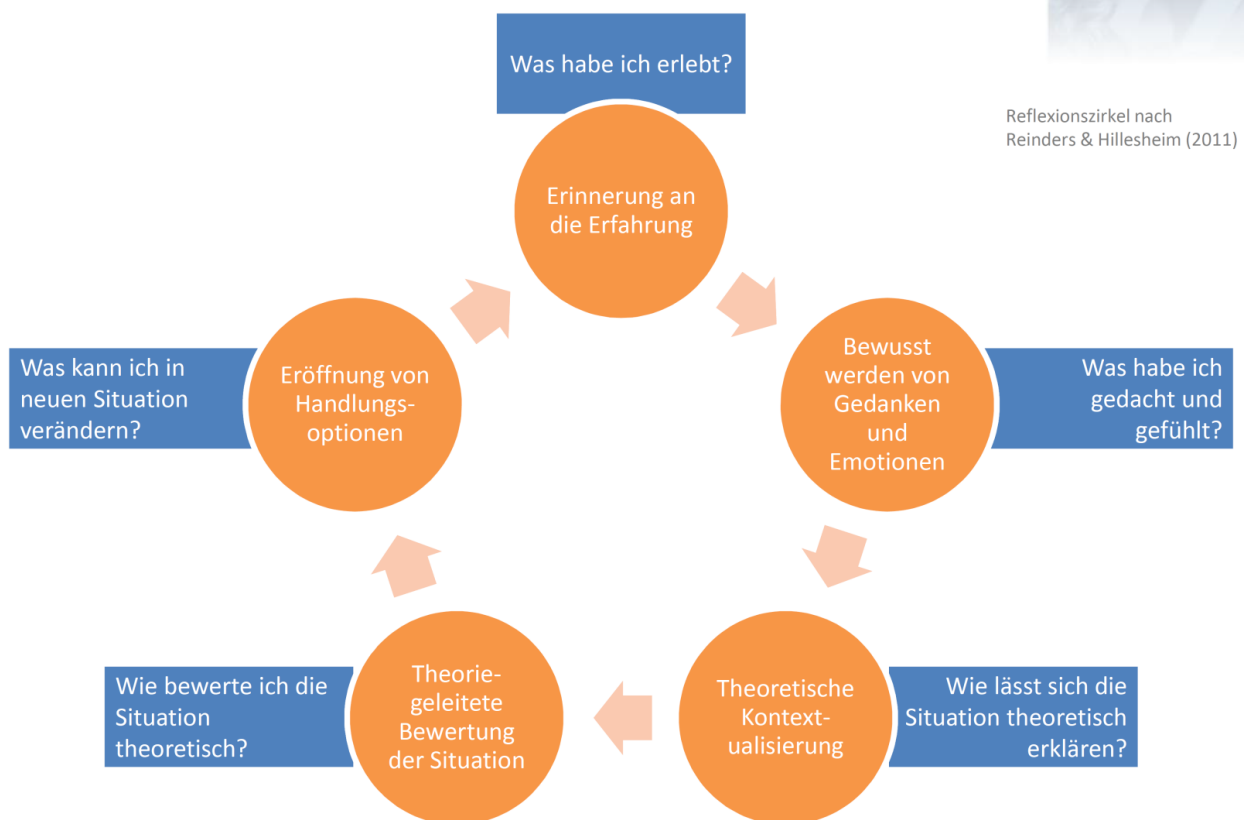 Was habe ich erlebt?
Reflexionszirkel nach
Reinders & Hillesheim (2011)
Erinnerung an
die Erfahrung
Bewusst
werden von
Gedanken
und
Emotionen
Was habe ich
gedacht und
gefühlt?
Theoretische
Kontext-
ualisierung
Wie lässt sich die
Situation theoretisch
erklären?
Theorie-
geleitete
Bewertung
der Situation
Wie bewerte ich die
Situation
theoretisch?
Eröffnung von
Handlungs-
optionen
Was kann ich in
neuen Situation
verändern?